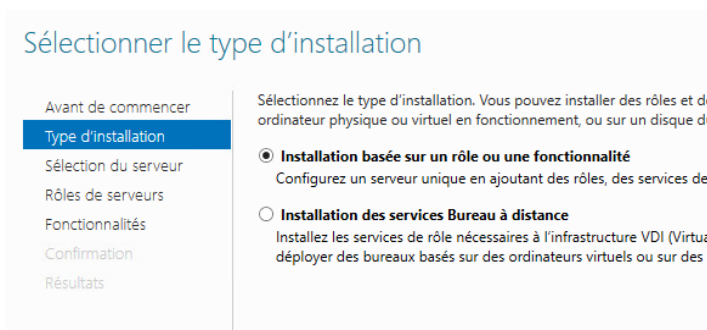 Sélectionner le type d'installation
Avant de commencer
Type d'installation
Sélection du serveur
Rôles de serveurs
Fonctionnalités
Confirmation
Résultats
Sélectionnez le type d'installation. Vous pouvez installer des rôles et
ordinateur physique ou virtuel en fonctionnement, ou sur un disque
Installation basée sur un rôle ou une fonctionnalité
Configurez un serveur unique en ajoutant des rôles, des services de
Installation des services Bureau à distance
Installez les services de rôle nécessaires à l'infrastructure VDI
déployer des bureaux basés sur des ordinateurs virtuels ou sur des